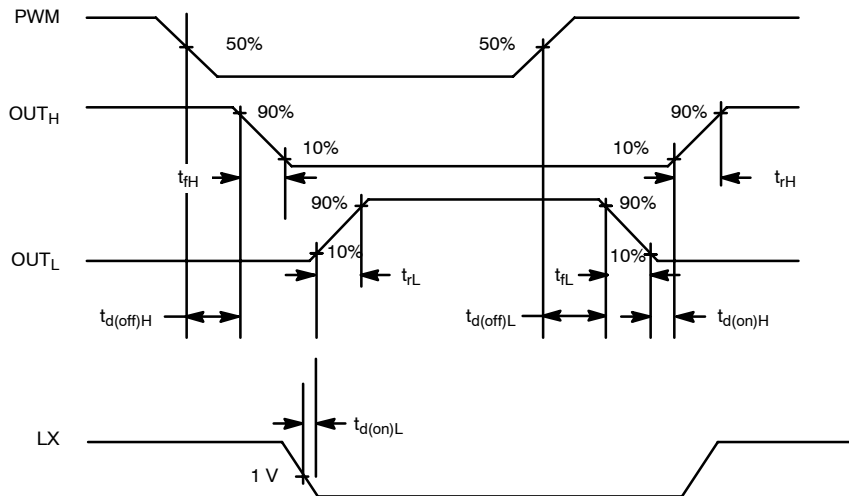 PWM
50%
50%
OUTH
90%
90%
10%
10%
tfH
trH
90%
90%
OUTL
10%
10%
trL
tfL
td(off)H
td(off)L
td(on)H
td(on)L
LX
1 V